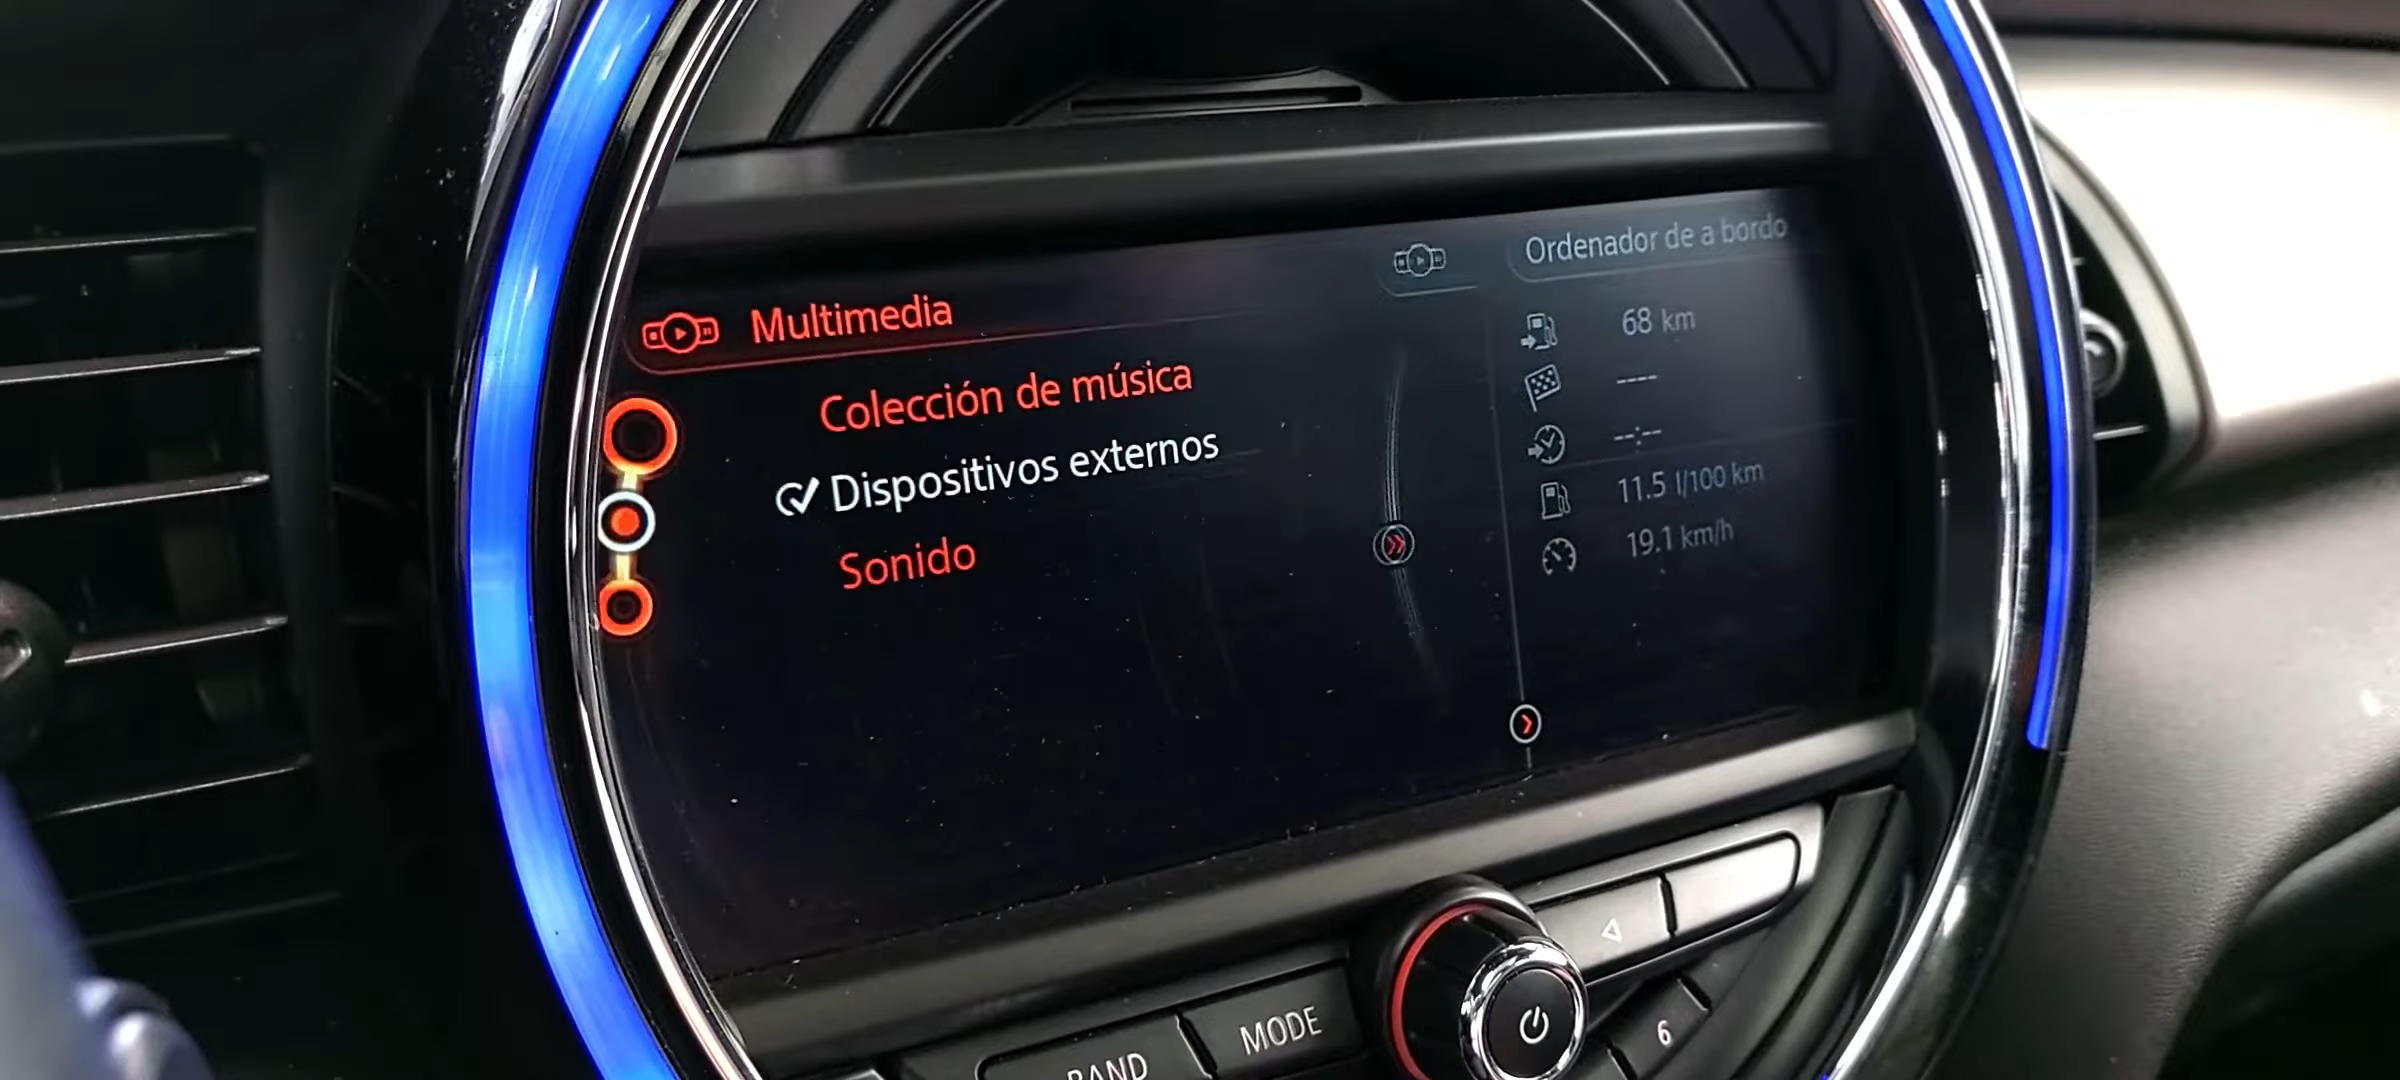 Multimedia
Colección de música
Dispositivos externos
Sonido
Ordenador de a bordo
68 km
----
--:--
11.5 l/100 km
19.1 km/h
BAND
MODE
6